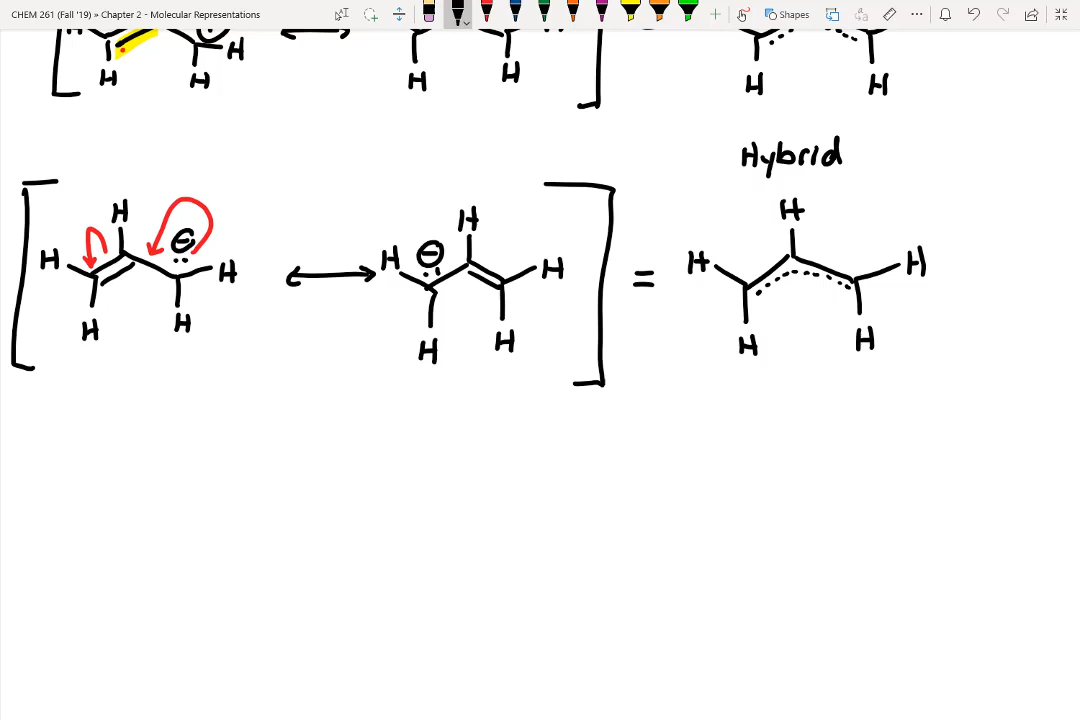 CHEM 261 (Fall '19) » Chapter 2 - Molecular Representations
Shapes
H H H H H H H
Hybrid
H H H
H ⊖ H H ⊖ H H H
H H H H H H
=